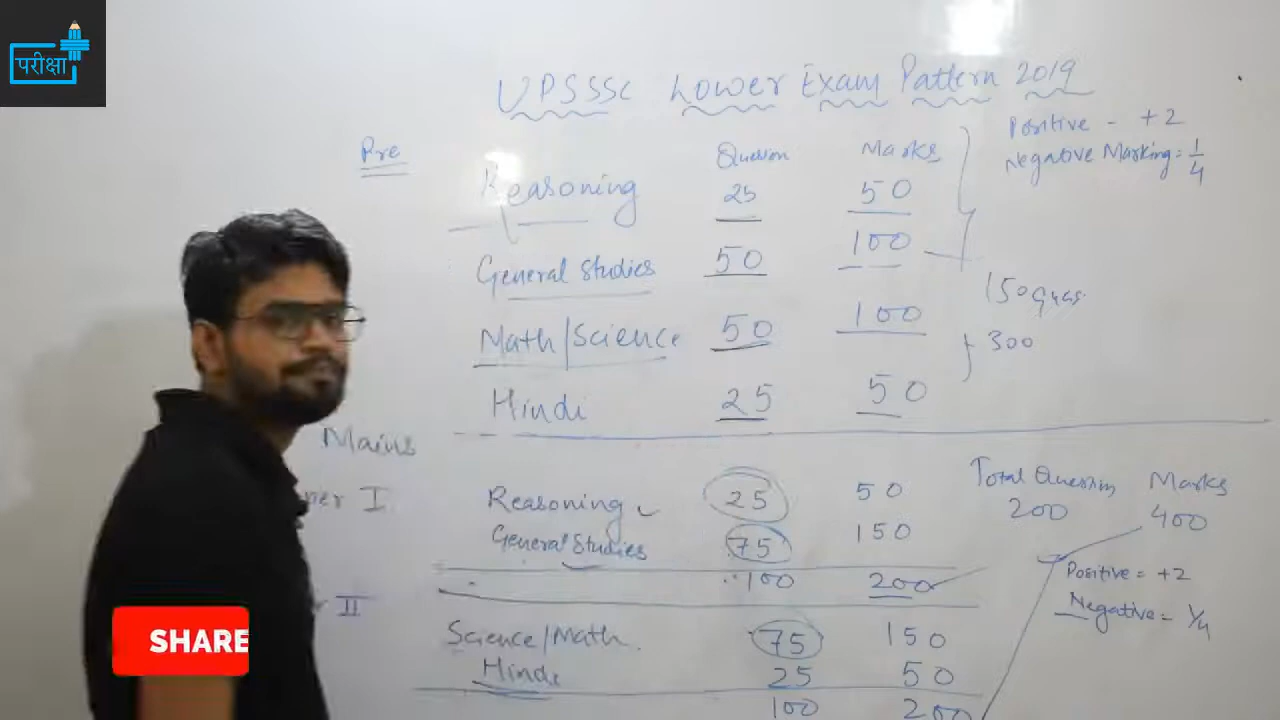 परीक्षा
UPSSSC Lower Exam Pattern 2019
Pre
Question Marks
Positive - +2
Negative Marking = 1/4
Reasoning 25 50
General Studies 50 100
150 Ques.
Math/Science 50 100
300
Hindi 25 50
Mains
Total Question Marks
200 400
per I. Reasoning 25 50
General Studies 75 150
100 200
Positive = +2
Negative = 1/4
II
Science/Math. 75 150
Hindi 25 50
100 200
SHARE